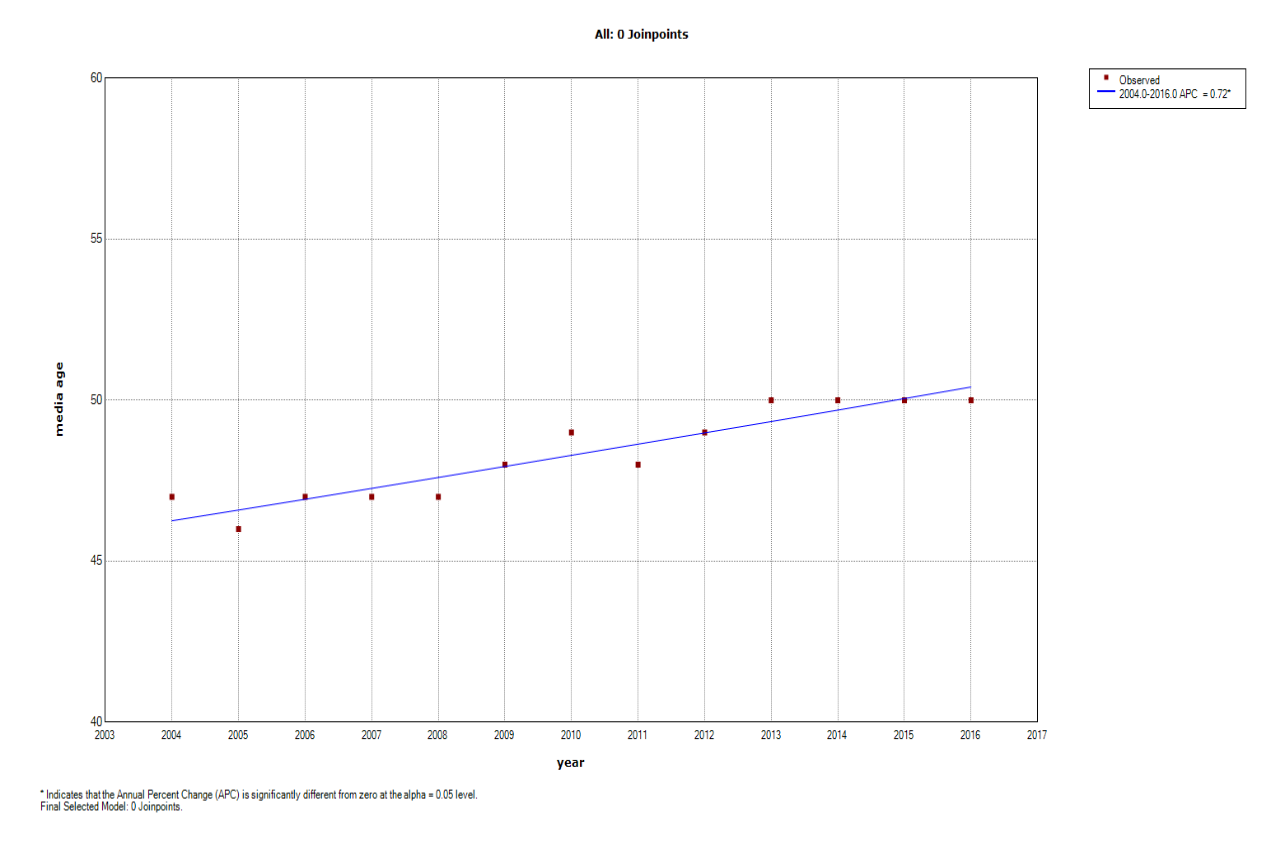 All: 0 Joinpoints
Observed
2004.0-2016.0 APC = 0.72*
60
55
50
45
40
media age
2003 2004 2005 2006 2007 2008 2009 2010 2011 2012 2013 2014 2015 2016 2017
year
* Indicates that the Annual Percent Change (APC) is significantly different from zero at the alpha = 0.05 level.
Final Selected Model: 0 Joinpoints.